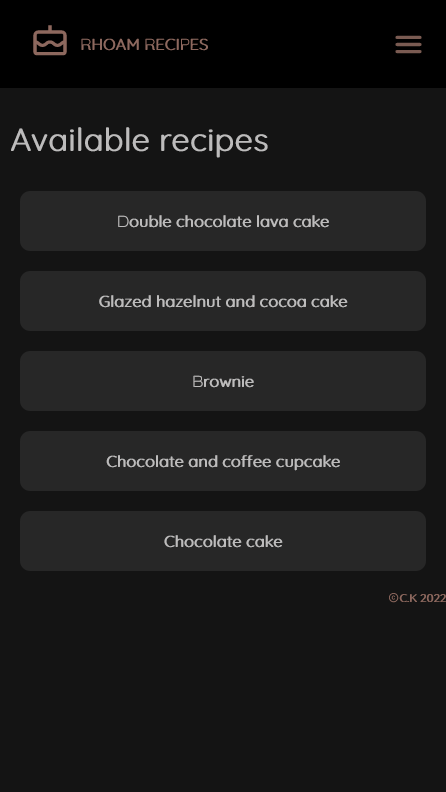 RHOAM RECIPES
Available recipes
Double chocolate lava cake
Glazed hazelnut and cocoa cake
Brownie
Chocolate and coffee cupcake
Chocolate cake
©C.K 2022